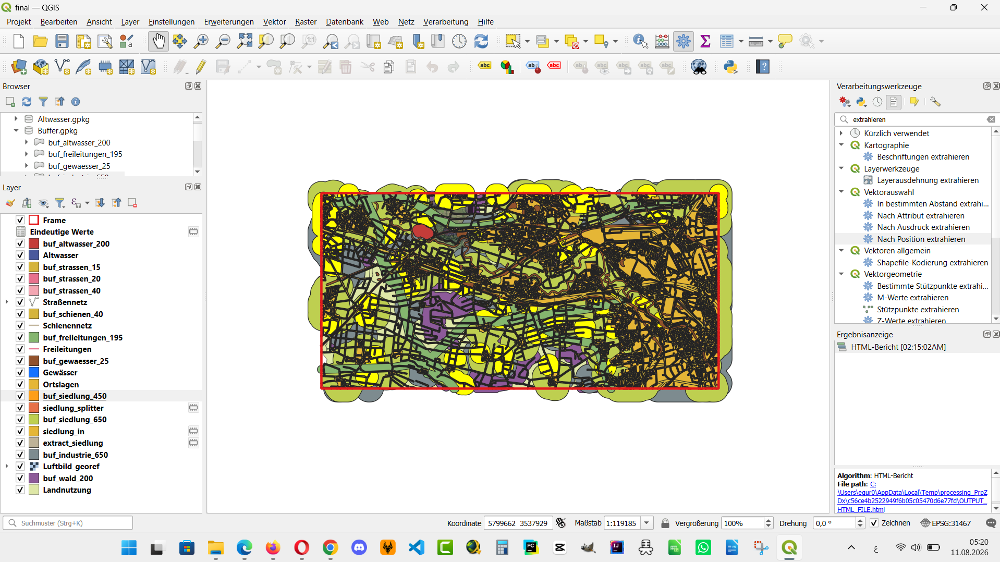 final — QGIS
Projekt Bearbeiten Ansicht Layer Einstellungen Erweiterungen Vektor Raster Datenbank Web Netz Verarbeitung Hilfe
Browser
Altwasser.gpkg
Buffer.gpkg
buf_altwasser_200
buf_freileitungen_195
buf_gewaesser_25
Layer
Frame
Eindeutige Werte
buf_altwasser_200
Altwasser
buf_strassen_15
buf_strassen_20
buf_strassen_40
Straßennetz
buf_schienen_40
Schienennetz
buf_freileitungen_195
Freileitungen
buf_gewaesser_25
Gewässer
Ortslagen
buf_siedlung_450
siedlung_splitter
buf_siedlung_650
siedlung_in
extract_siedlung
buf_industrie_650
Luftbild_georef
buf_wald_200
Landnutzung
Verarbeitungswerkzeuge
extrahieren
Kürzlich verwendet
Kartographie
Beschriftungen extrahieren
Layerwerkzeuge
Layerausdehnung extrahieren
Vektorauswahl
In bestimmten Abstand extrahi...
Nach Attribut extrahieren
Nach Ausdruck extrahieren
Nach Position extrahieren
Vektoren allgemein
Shapefile-Kodierung extrahieren
Vektorgeometrie
Bestimmte Stützpunkte extrahi...
M-Werte extrahieren
Stützpunkte extrahieren
Z-Werte extrahieren
Ergebnisanzeige
HTML-Bericht [02:15:02AM]
Algorithm: HTML-Bericht
File path: C:
\Users\egur0\AppData\Local\Temp\processing_PrpZ
Dx\c56ce4b2522949f6b05c05470d6e77fd\OUTPUT_
HTML_FILE.html
Suchmuster (Strg+K)
Koordinate 5799662 3537929 Maßstab 1:119185 Vergrößerung 100% Drehung 0,0 ° Zeichnen EPSG:31467
ع
05:20
11.08.2026